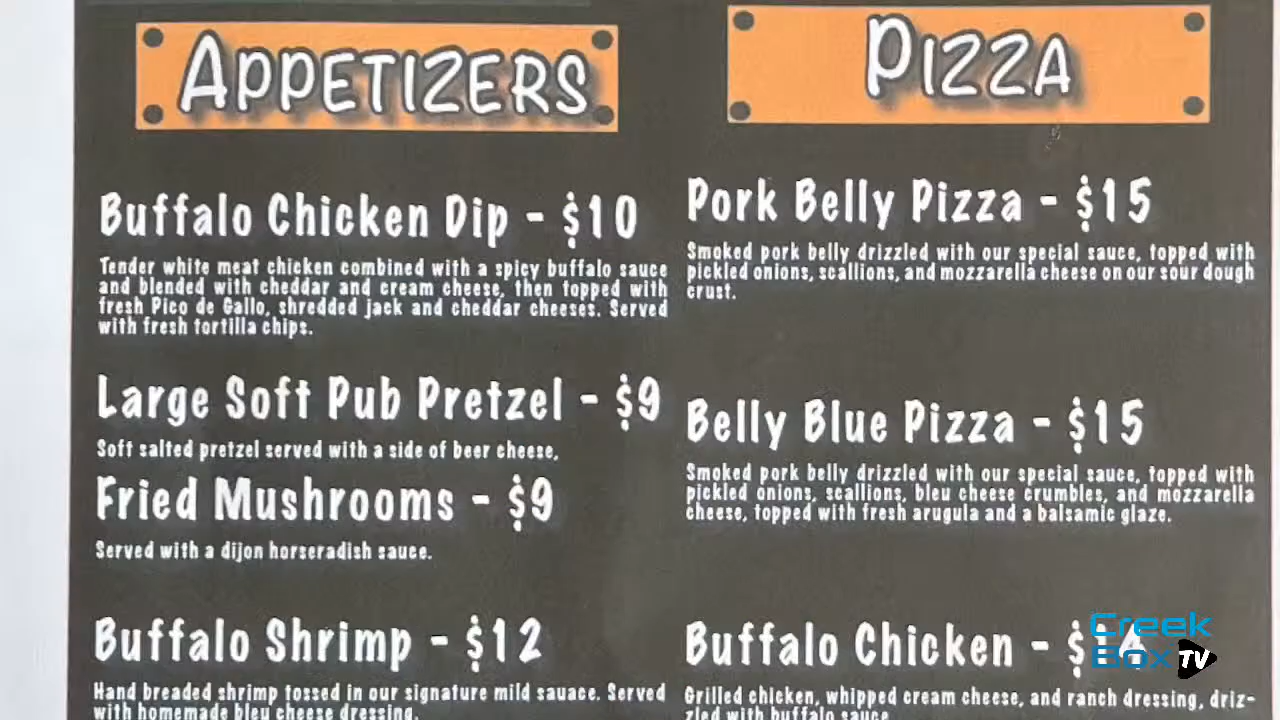 Appetizers
Buffalo Chicken Dip - $10
Tender white meat chicken combined with a spicy buffalo sauce
and blended with cheddar and cream cheese, then topped with
fresh Pico de Gallo, shredded jack and cheddar cheeses. Served
with fresh tortilla chips.
Large Soft Pub Pretzel - $9
Soft salted pretzel served with a side of beer cheese,
Fried Mushrooms - $9
Served with a dijon horseradish sauce.
Buffalo Shrimp - $12
Hand breaded shrimp tossed in our signature mild sauace. Served
with homemade bleu cheese dressing.
Pizza
Pork Belly Pizza - $15
Smoked pork belly drizzled with our special sauce, topped with
pickled onions, scallions, and mozzarella cheese on our sour dough
crust.
Belly Blue Pizza - $15
Smoked pork belly drizzled with our special sauce, topped with
pickled onions, scallions, bleu cheese crumbles, and mozzarella
cheese, topped with fresh arugula and a balsamic glaze.
Buffalo Chicken - $14
Grilled chicken, whipped cream cheese, and ranch dressing, driz-
zled with buffalo sauce
Creek
Box TV